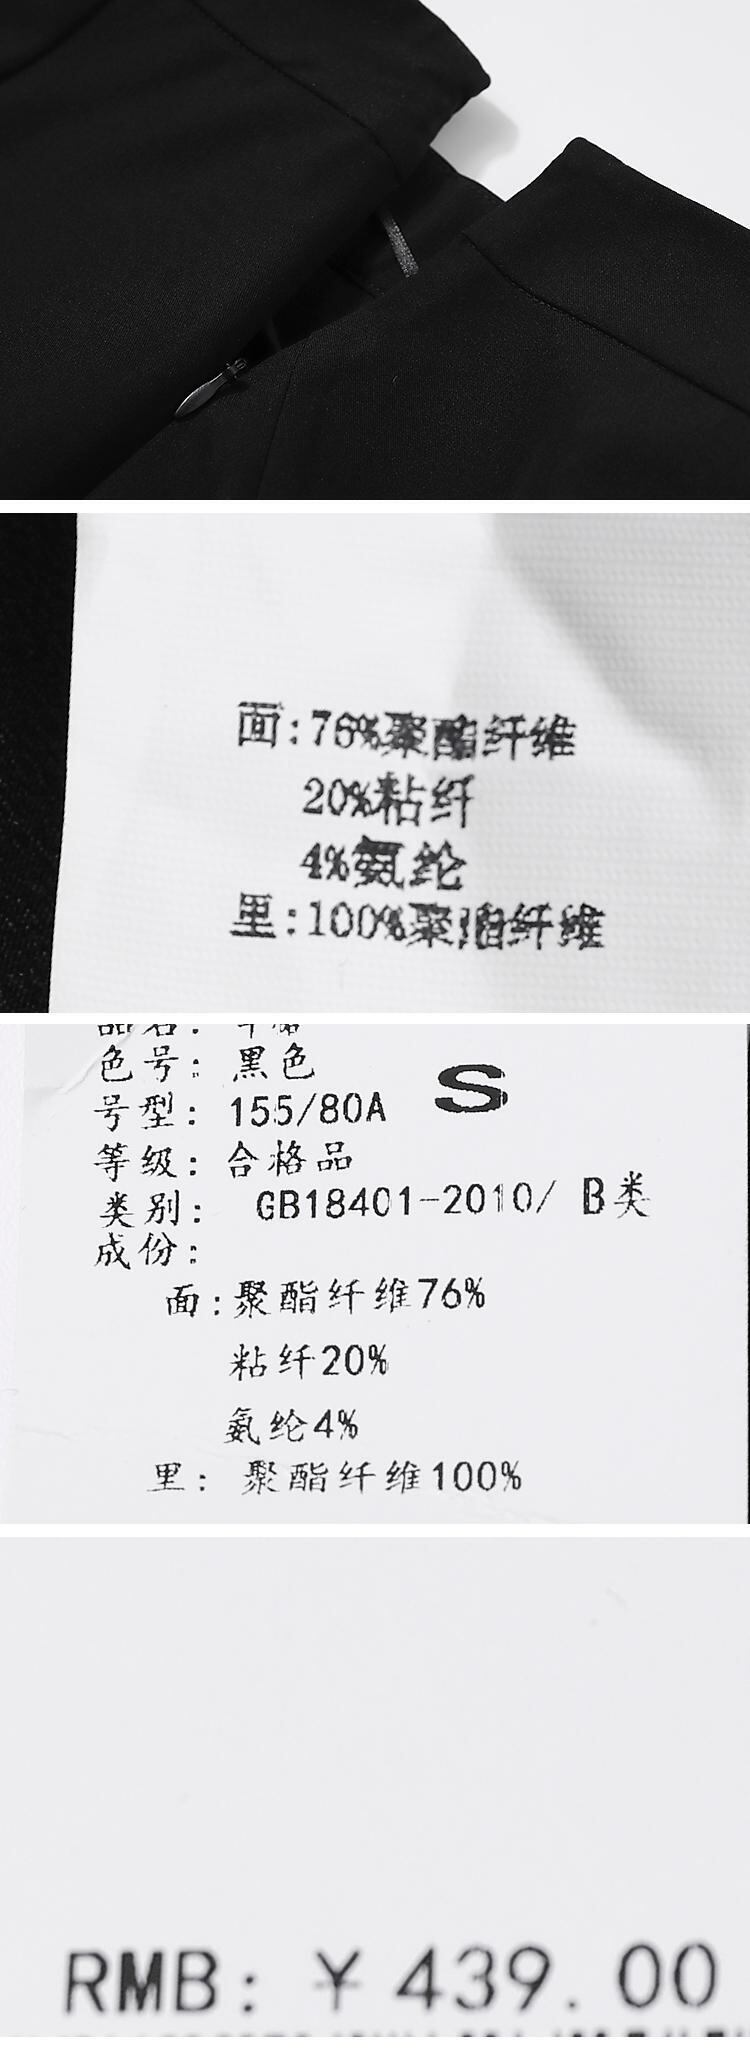 面:76%聚酯纤维
20%粘纤
4%氨纶
里:100%聚酯纤维
色号: 黑色
S
号型: 155/80A
等级: 合格品
类别: GB18401-2010/ B类
成份:
面:聚酯纤维76%
粘纤20%
氨纶4%
里: 聚酯纤维100%
RMB: ¥ 439.00